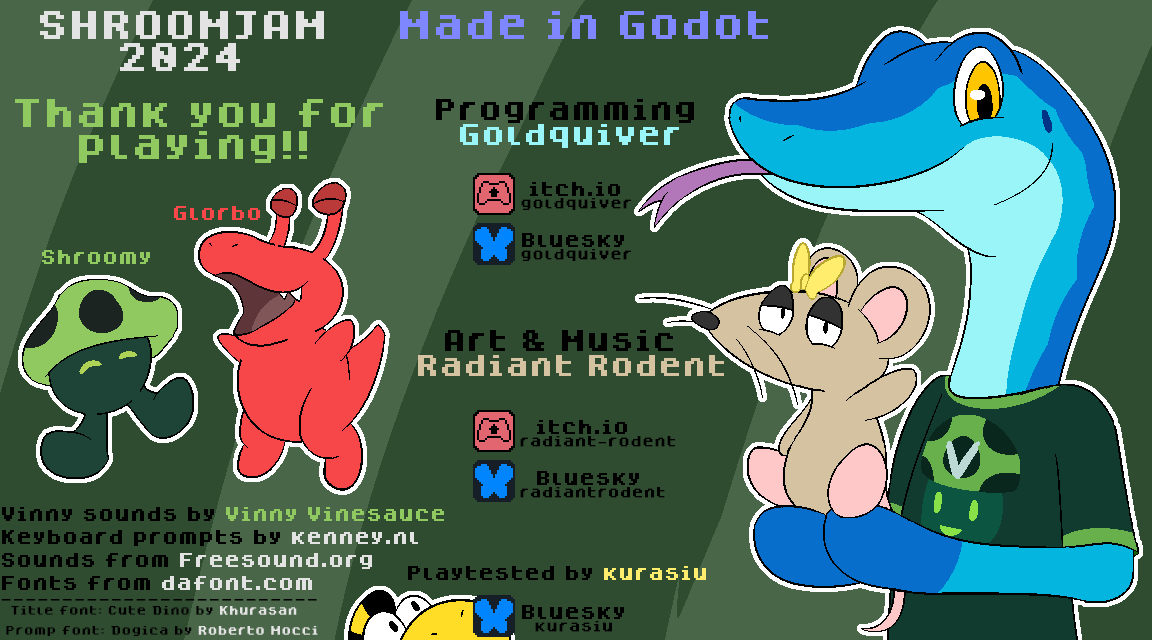 SHROOMJAM
2024
Made in Godot
Thank you for
playing!!
Programming
Goldquiver
itch.io
goldquiver
Bluesky
goldquiver
Glorbo
Shroomy
Art & Music
Radiant Rodent
itch.io
radiant-rodent
Bluesky
radiantrodent
V
Vinny sounds by Vinny Vinesauce
Keyboard prompts by kenney.nl
Sounds from Freesound.org
Fonts from dafont.com
Title font: Cute Dino by Khurasan
Promp font: Dogica by Roberto Mocci
Playtested by kurasiu
Bluesky
kurasiu